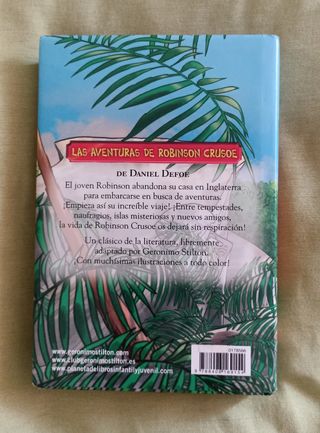 LAS AVENTURAS DE ROBINSON CRUSOE
DE DANIEL DEFOE
El joven Robinson abandona su casa en Inglaterra
para embarcarse en busca de aventuras.
¡Empieza así su increíble viaje! ¡Entre tempestades,
naufragios, islas misteriosas y nuevos amigos,
la vida de Robinson Crusoe os dejará sin respiración!
Un clásico de la literatura, libremente
adaptado por Geronimo Stilton.
¡Con muchísimas ilustraciones a todo color!
www.geronimostilton.com
www.clubgeronimostilton.es
www.planetadelibrosinfantilyjuvenil.com